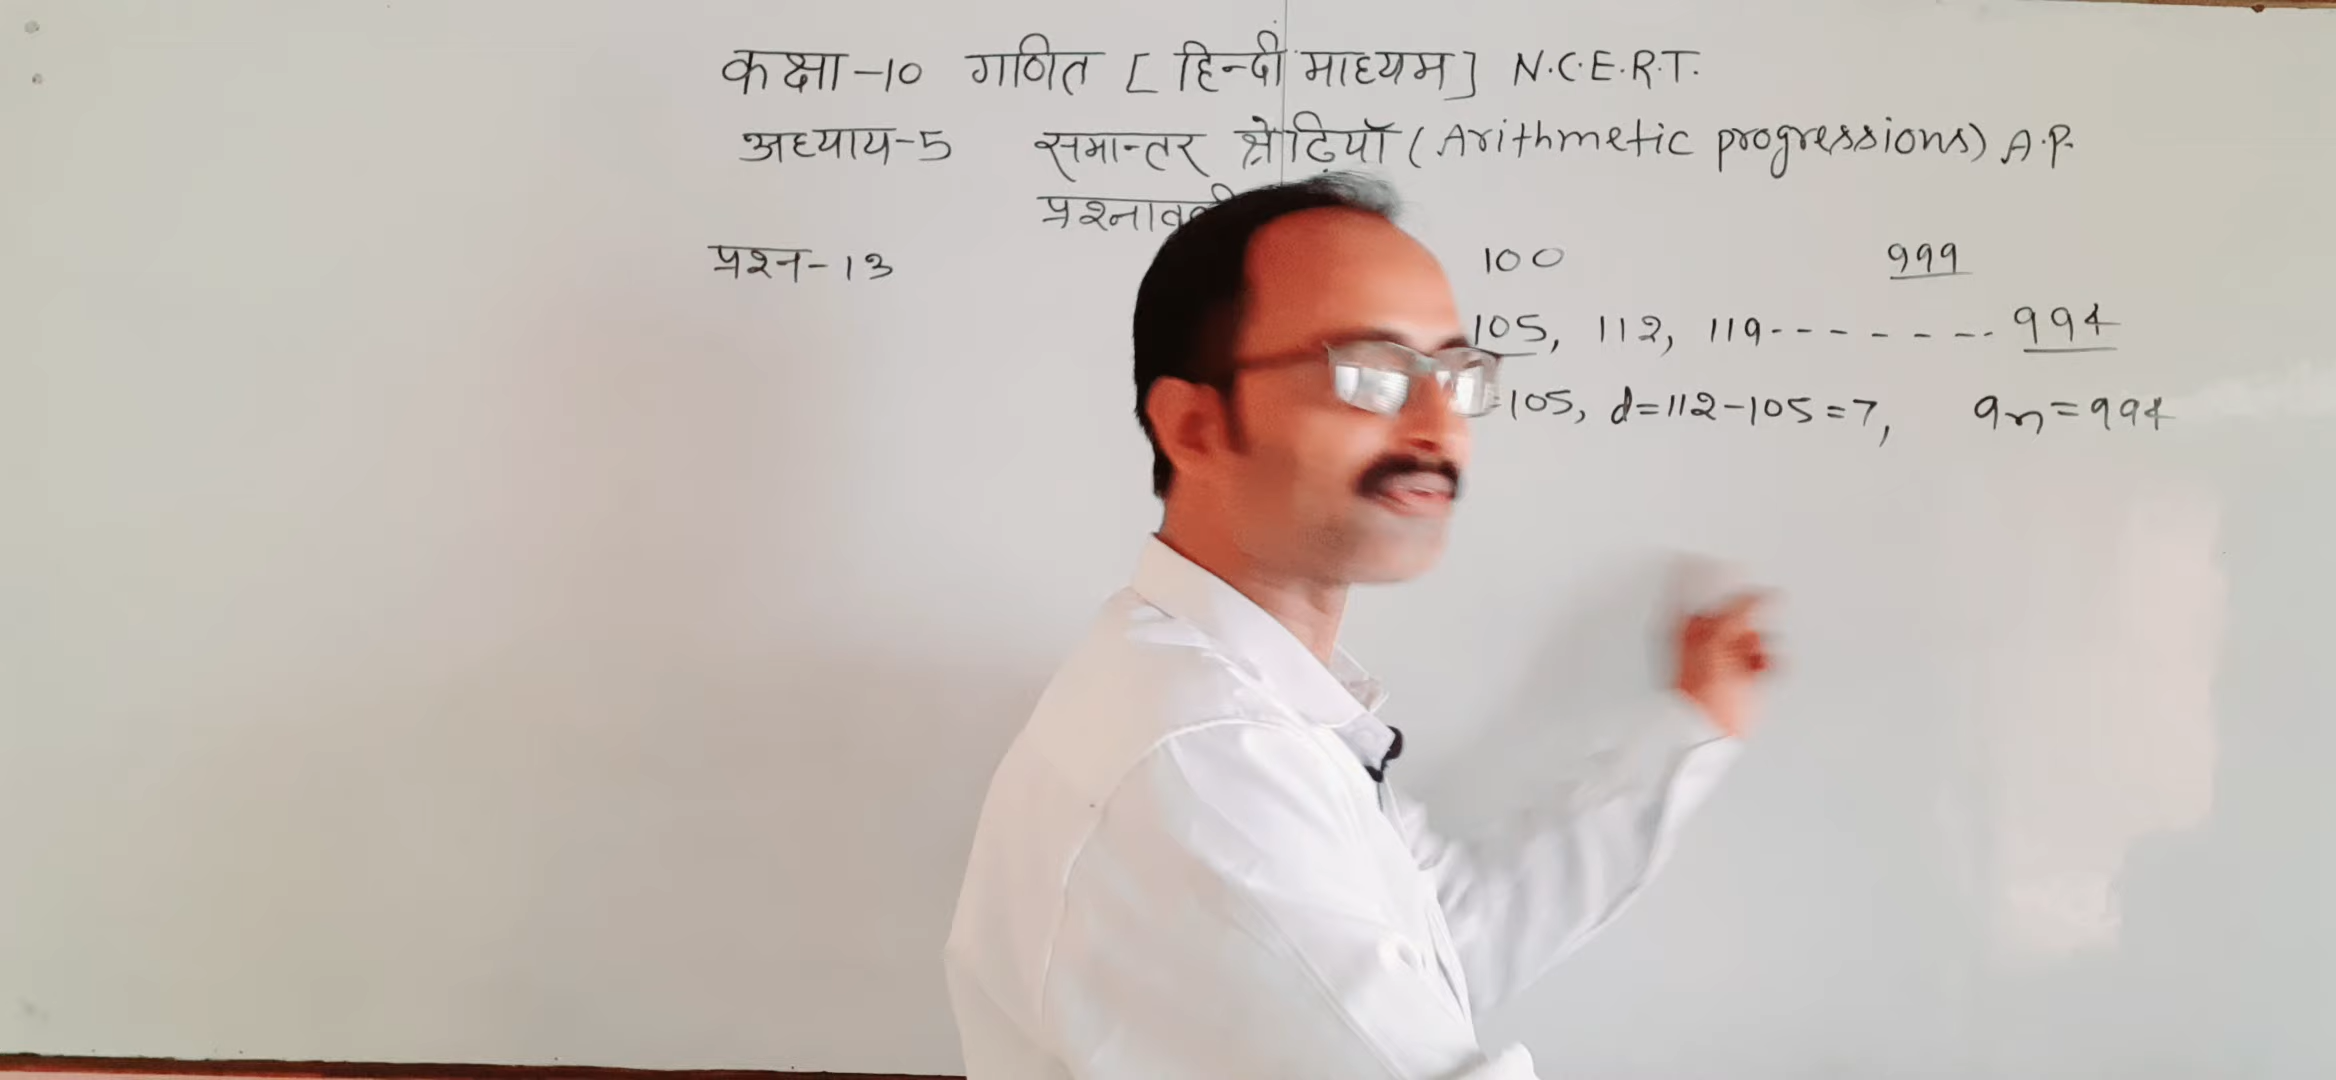 कक्षा-10 गणित [ हिन्दी माध्यम ] N.C.E.R.T.
अध्याय-5 समान्तर श्रेढ़ियाँ ( Arithmetic progressions) A.P.
प्रश्न-13 100 999
105, 112, 119------- 994
105, d=112-105=7, an=994